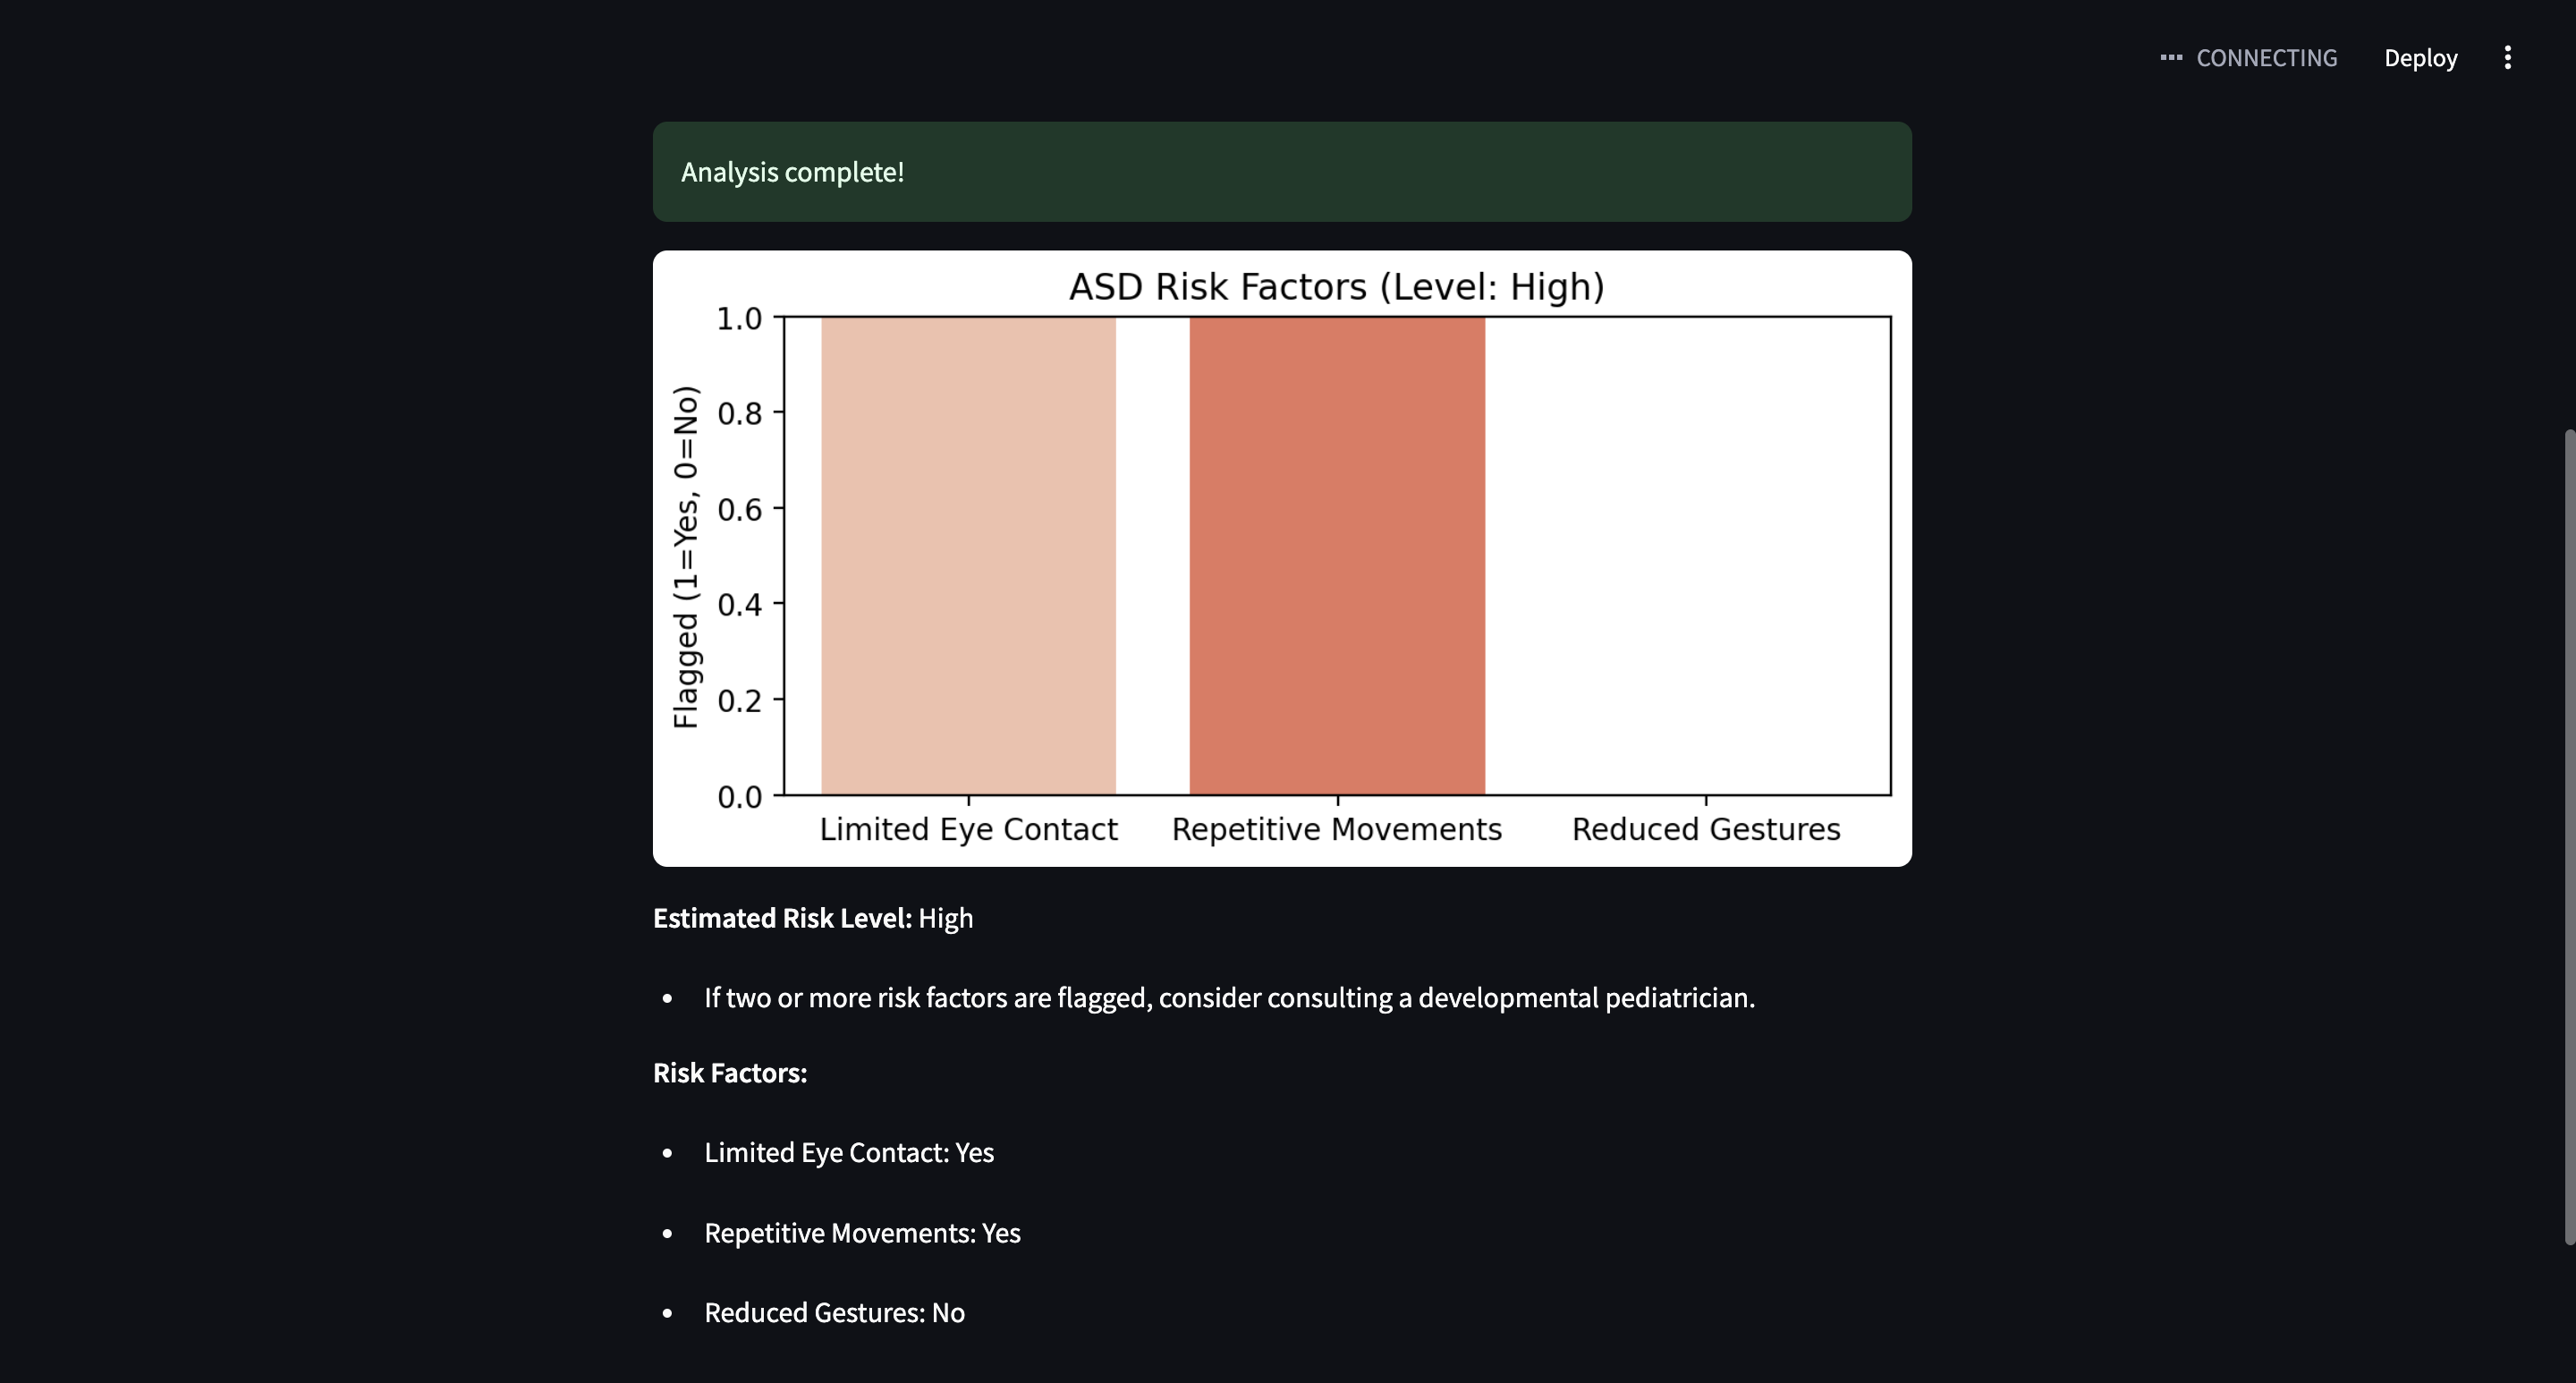 CONNECTING
Deploy
Analysis complete!
ASD Risk Factors (Level: High)
Flagged (1=Yes, 0=No)
1.0
0.8
0.6
0.4
0.2
0.0
Limited Eye Contact
Repetitive Movements
Reduced Gestures
Estimated Risk Level: High
• If two or more risk factors are flagged, consider consulting a developmental pediatrician.
Risk Factors:
• Limited Eye Contact: Yes
• Repetitive Movements: Yes
• Reduced Gestures: No